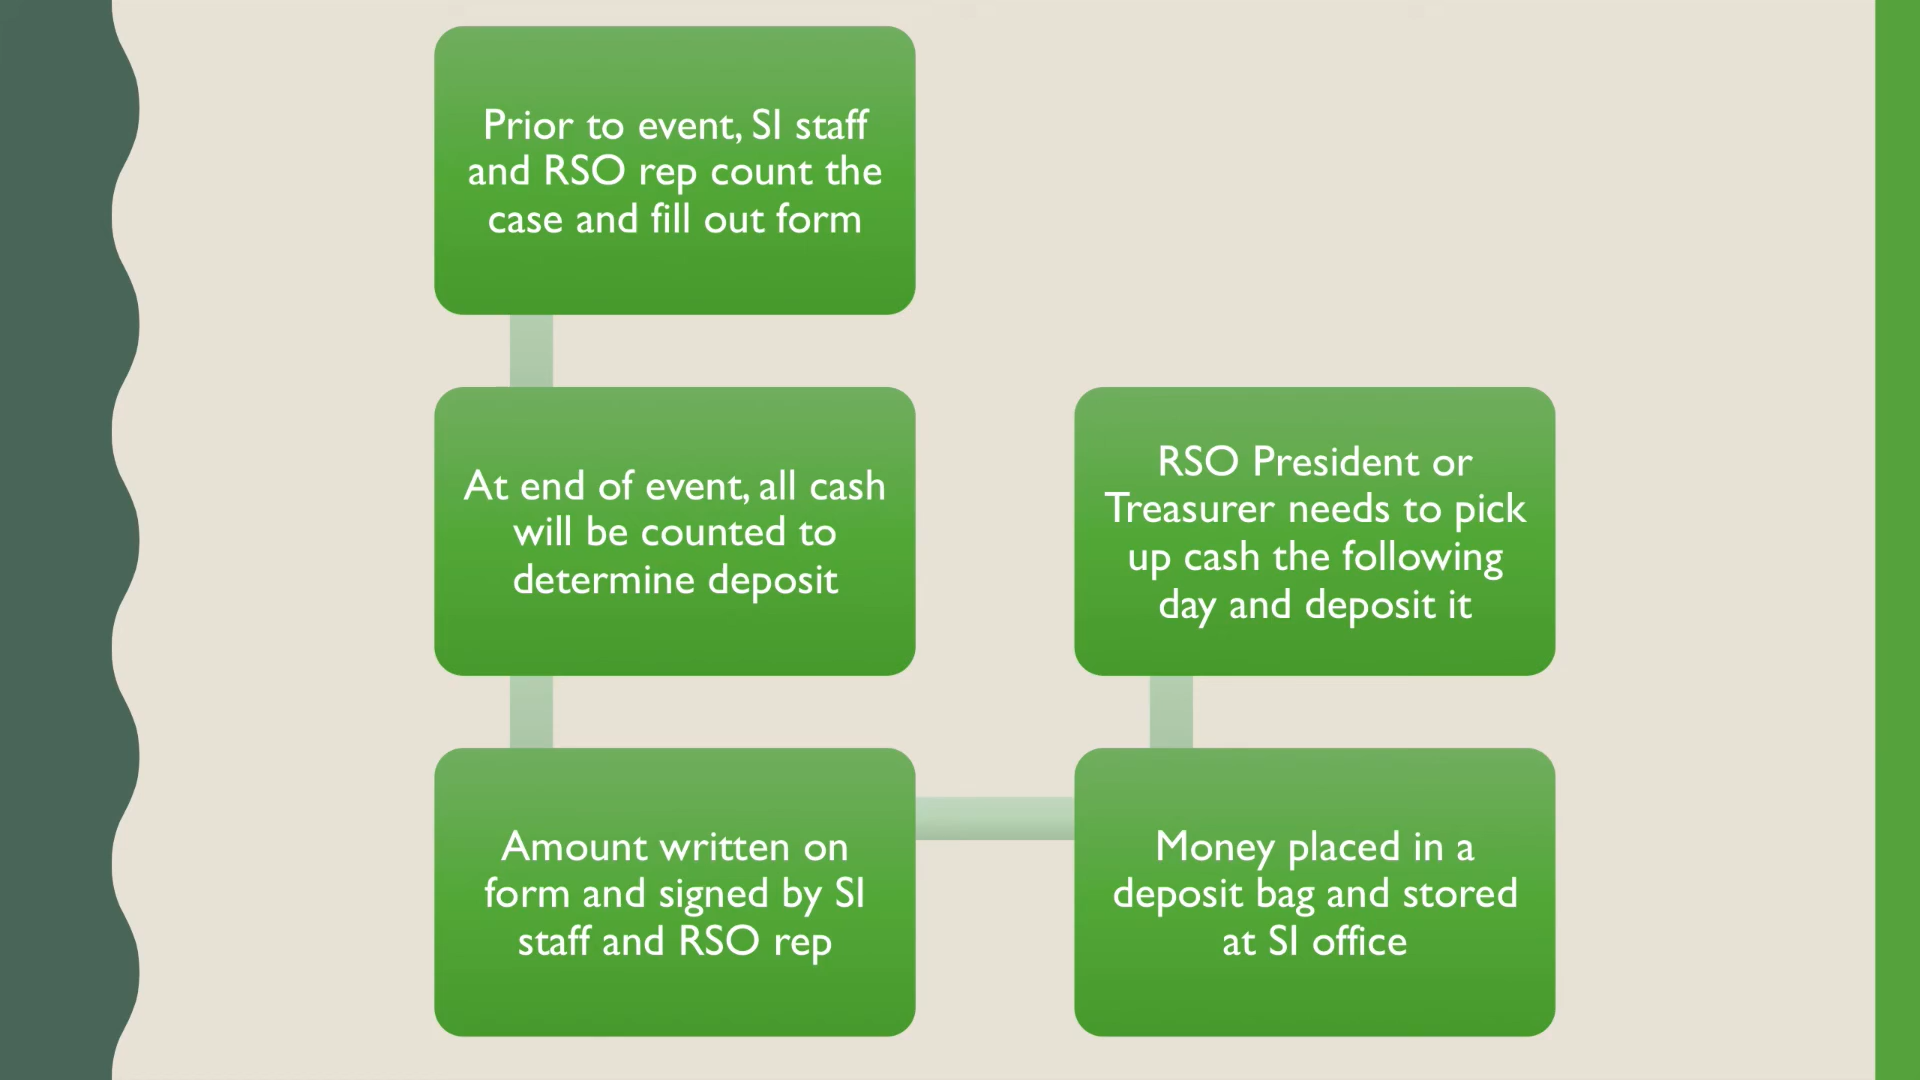 Prior to event, SI staff
and RSO rep count the
case and fill out form
At end of event, all cash
will be counted to
determine deposit
Amount written on
form and signed by SI
staff and RSO rep
Money placed in a
deposit bag and stored
at SI office
RSO President or
Treasurer needs to pick
up cash the following
day and deposit it